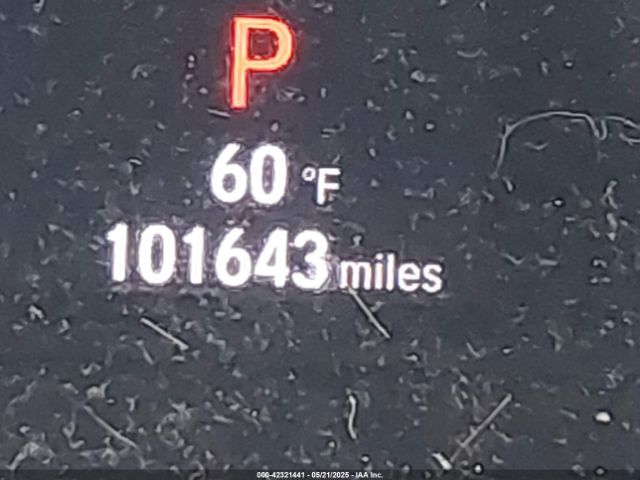 P
60 °F
101643 miles
000-42321441 - 05/21/2025 - IAA Inc.